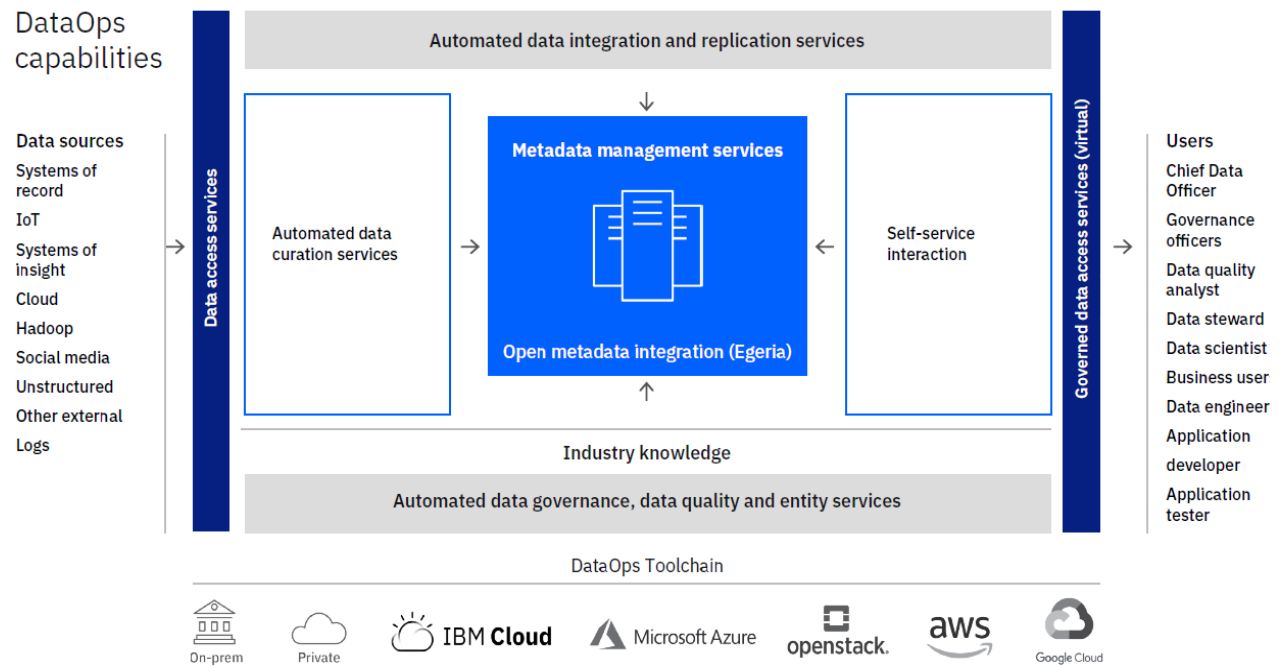 DataOps
capabilities
Data sources
Systems of
record
IoT
Systems of
insight
Cloud
Hadoop
Social media
Unstructured
Other external
Logs
Data access services
Automated data integration and replication services
Automated data
curation services
Metadata management services
Open metadata integration (Egeria)
Self-service
interaction
Industry knowledge
Automated data governance, data quality and entity services
Governed data access services (virtual)
Users
Chief Data
Officer
Governance
officers
Data quality
analyst
Data steward
Data scientist
Business user
Data engineer
Application
developer
Application
tester
DataOps Toolchain
On-prem
Private
IBM Cloud
Microsoft Azure
openstack.
aws
Google Cloud